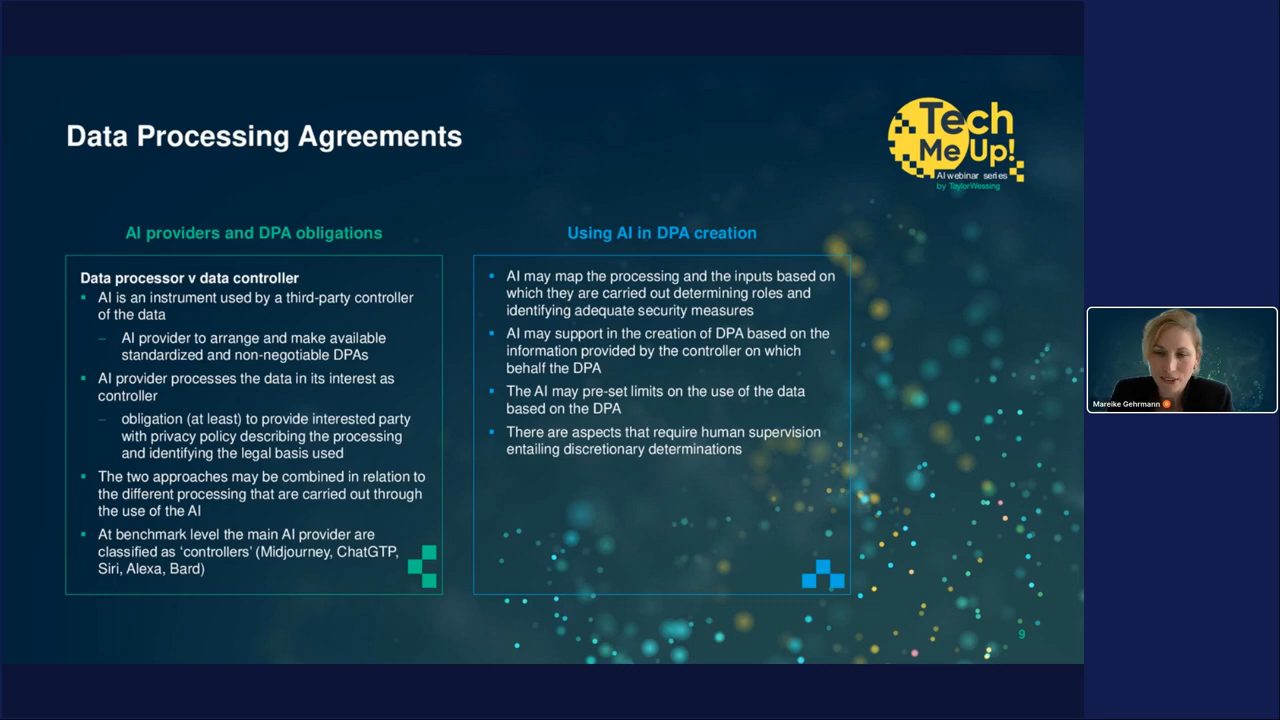 Data Processing Agreements
Tech
Me Up!
AI webinar series
by TaylorWessing
AI providers and DPA obligations
Data processor v data controller
AI is an instrument used by a third-party controller
of the data
AI provider to arrange and make available
standardized and non-negotiable DPAs
AI provider processes the data in its interest as
controller
obligation (at least) to provide interested party
with privacy policy describing the processing
and identifying the legal basis used
The two approaches may be combined in relation to
the different processing that are carried out through
the use of the AI
At benchmark level the main AI provider are
classified as ‘controllers’ (Midjourney, ChatGTP,
Siri, Alexa, Bard)
Using AI in DPA creation
AI may map the processing and the inputs based on
which they are carried out determining roles and
identifying adequate security measures
AI may support in the creation of DPA based on the
information provided by the controller on which
behalf the DPA
The AI may pre-set limits on the use of the data
based on the DPA
There are aspects that require human supervision
entailing discretionary determinations
9
Mareike Gehrmann